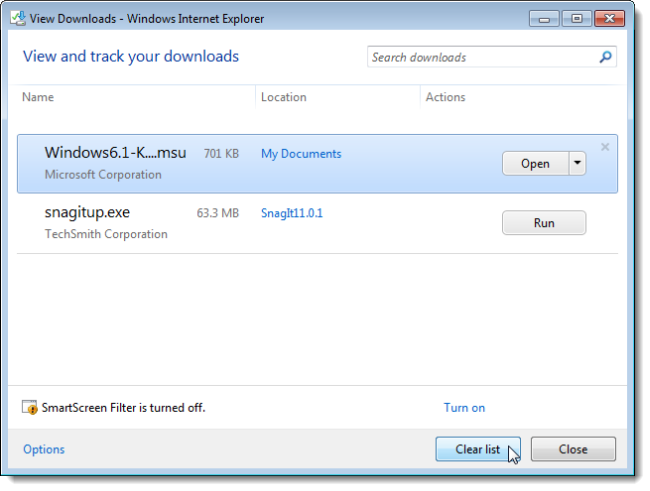 View Downloads - Windows Internet Explorer
View and track your downloads Search downloads
Name Location Actions
Windows6.1-K....msu 701 KB My Documents Open
Microsoft Corporation
snagitup.exe 63.3 MB SnagIt11.0.1 Run
TechSmith Corporation
SmartScreen Filter is turned off. Turn on
Options Clear list Close